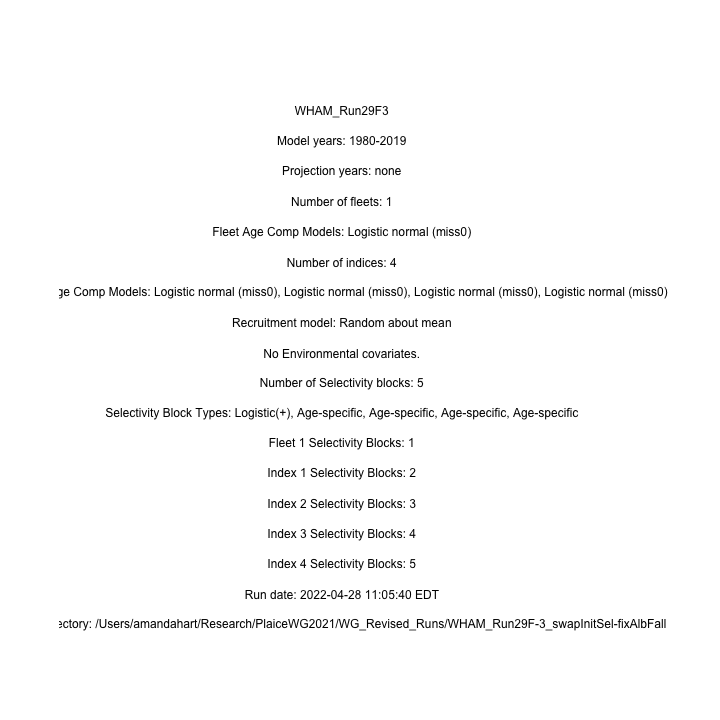 WHAM_Run29F3
Model years: 1980-2019
Projection years: none
Number of fleets: 1
Fleet Age Comp Models: Logistic normal (miss0)
Number of indices: 4
ge Comp Models: Logistic normal (miss0), Logistic normal (miss0), Logistic normal (miss0), Logistic normal (miss0)
Recruitment model: Random about mean
No Environmental covariates.
Number of Selectivity blocks: 5
Selectivity Block Types: Logistic(+), Age-specific, Age-specific, Age-specific, Age-specific
Fleet 1 Selectivity Blocks: 1
Index 1 Selectivity Blocks: 2
Index 2 Selectivity Blocks: 3
Index 3 Selectivity Blocks: 4
Index 4 Selectivity Blocks: 5
Run date: 2022-04-28 11:05:40 EDT
ectory: /Users/amandahart/Research/PlaiceWG2021/WG_Revised_Runs/WHAM_Run29F-3_swapInitSel-fixAlbFall